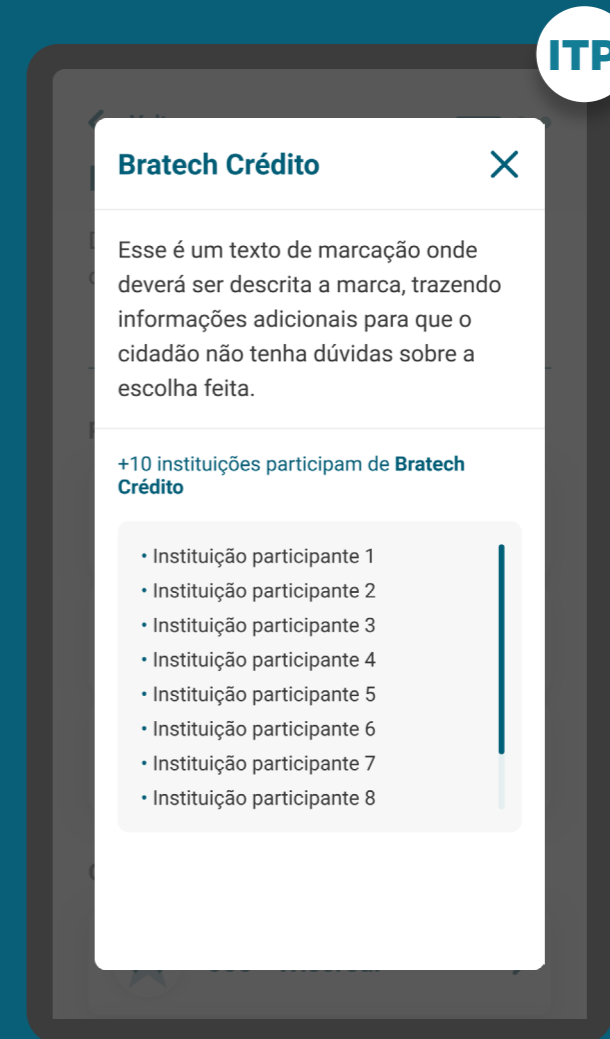 ITP
Bratech Crédito
Esse é um texto de marcação onde
deverá ser descrita a marca, trazendo
informações adicionais para que o
cidadão não tenha dúvidas sobre a
escolha feita.
+10 instituições participam de Bratech
Crédito
• Instituição participante 1
• Instituição participante 2
• Instituição participante 3
• Instituição participante 4
• Instituição participante 5
• Instituição participante 6
• Instituição participante 7
• Instituição participante 8